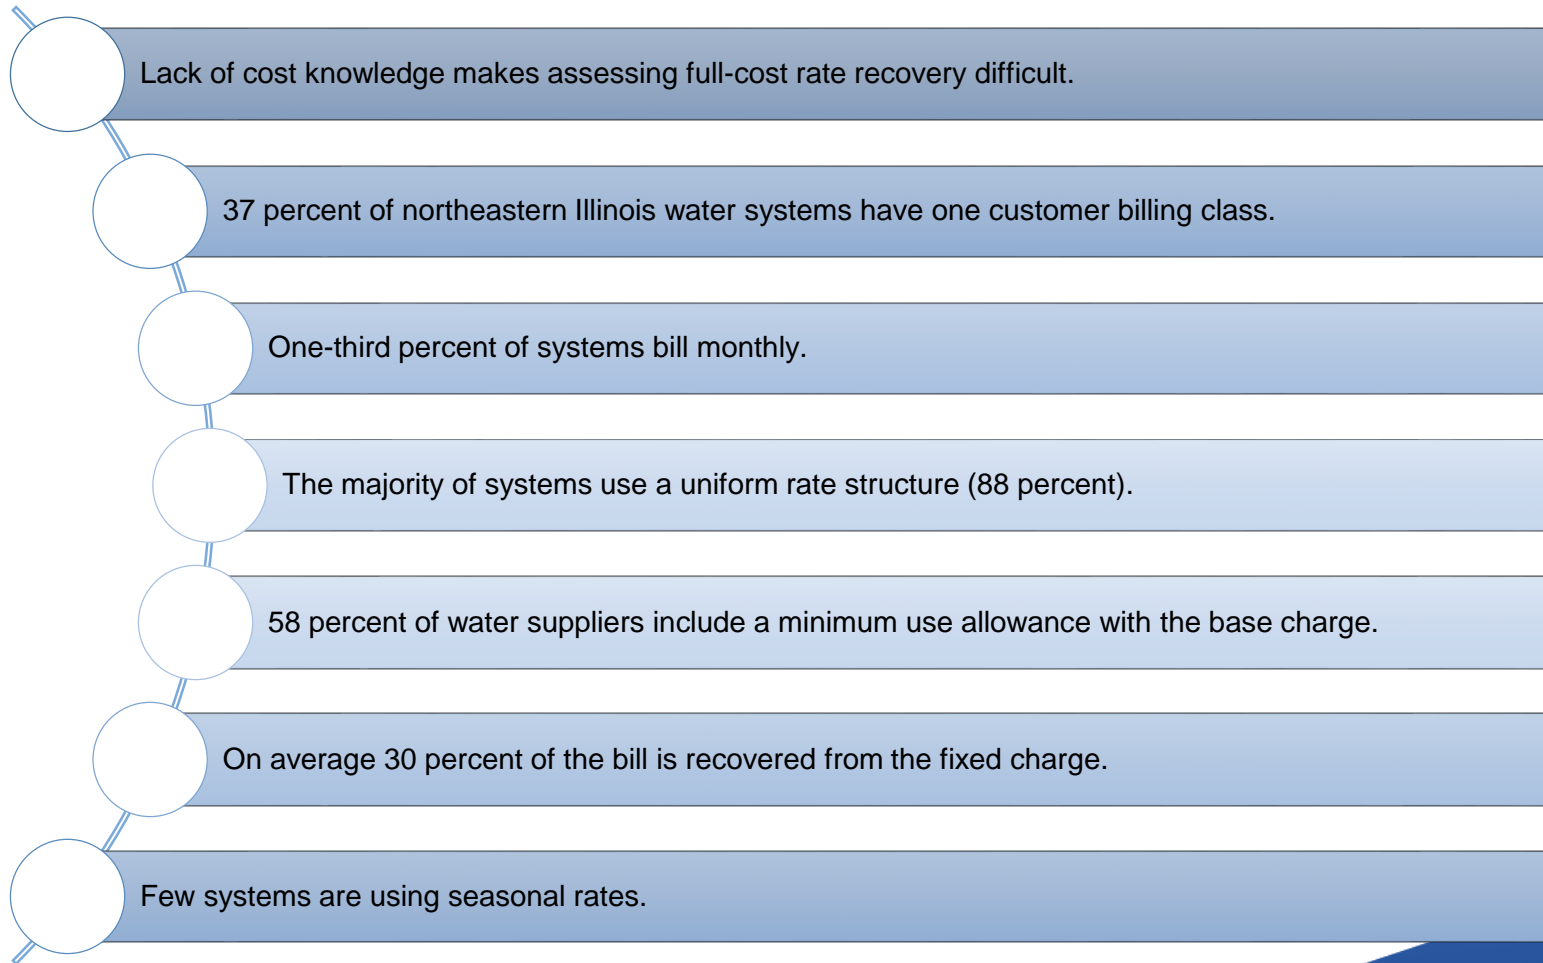 Lack of cost knowledge makes assessing full-cost rate recovery difficult.
37 percent of northeastern Illinois water systems have one customer billing class.
One-third percent of systems bill monthly.
The majority of systems use a uniform rate structure (88 percent).
58 percent of water suppliers include a minimum use allowance with the base charge.
On average 30 percent of the bill is recovered from the fixed charge.
Few systems are using seasonal rates.